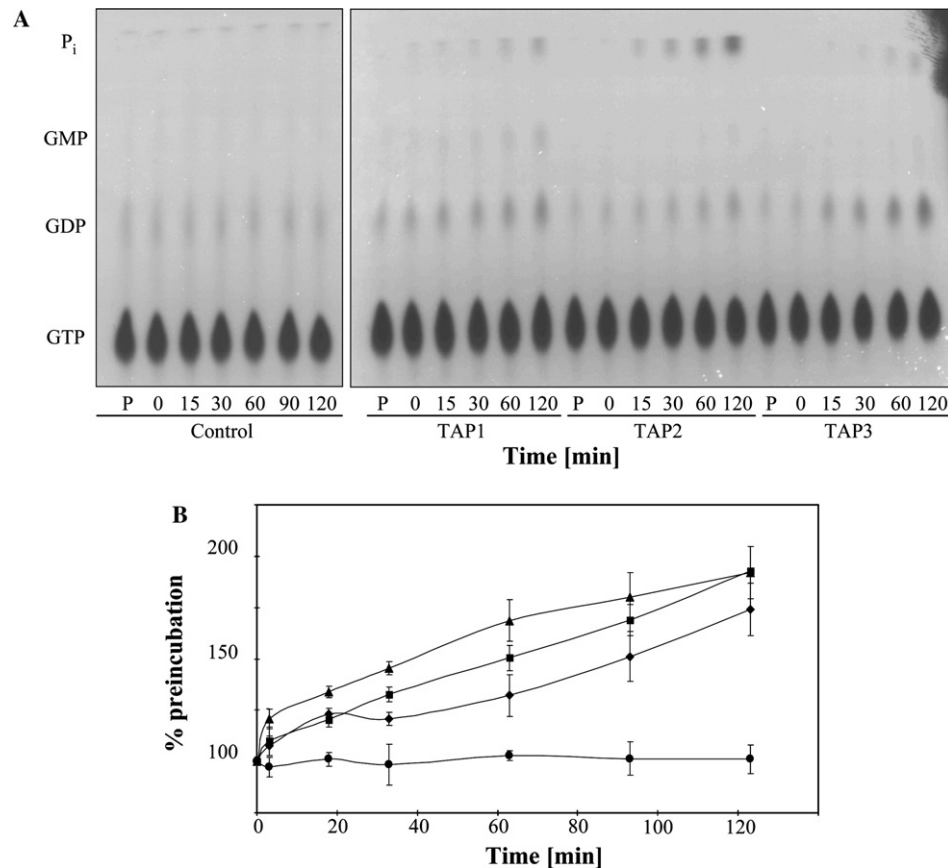 A
P i
GMP
GDP
GTP
P 0 15 30 60 90 120
Control
P 0 15 30 60 120 P 0 15 30 60 120 P 0 15 30 60 120
TAP1 TAP2 TAP3
Time [min]
B
% preincubation
200
150
100
0 20 40 60 80 100 120
Time [min]